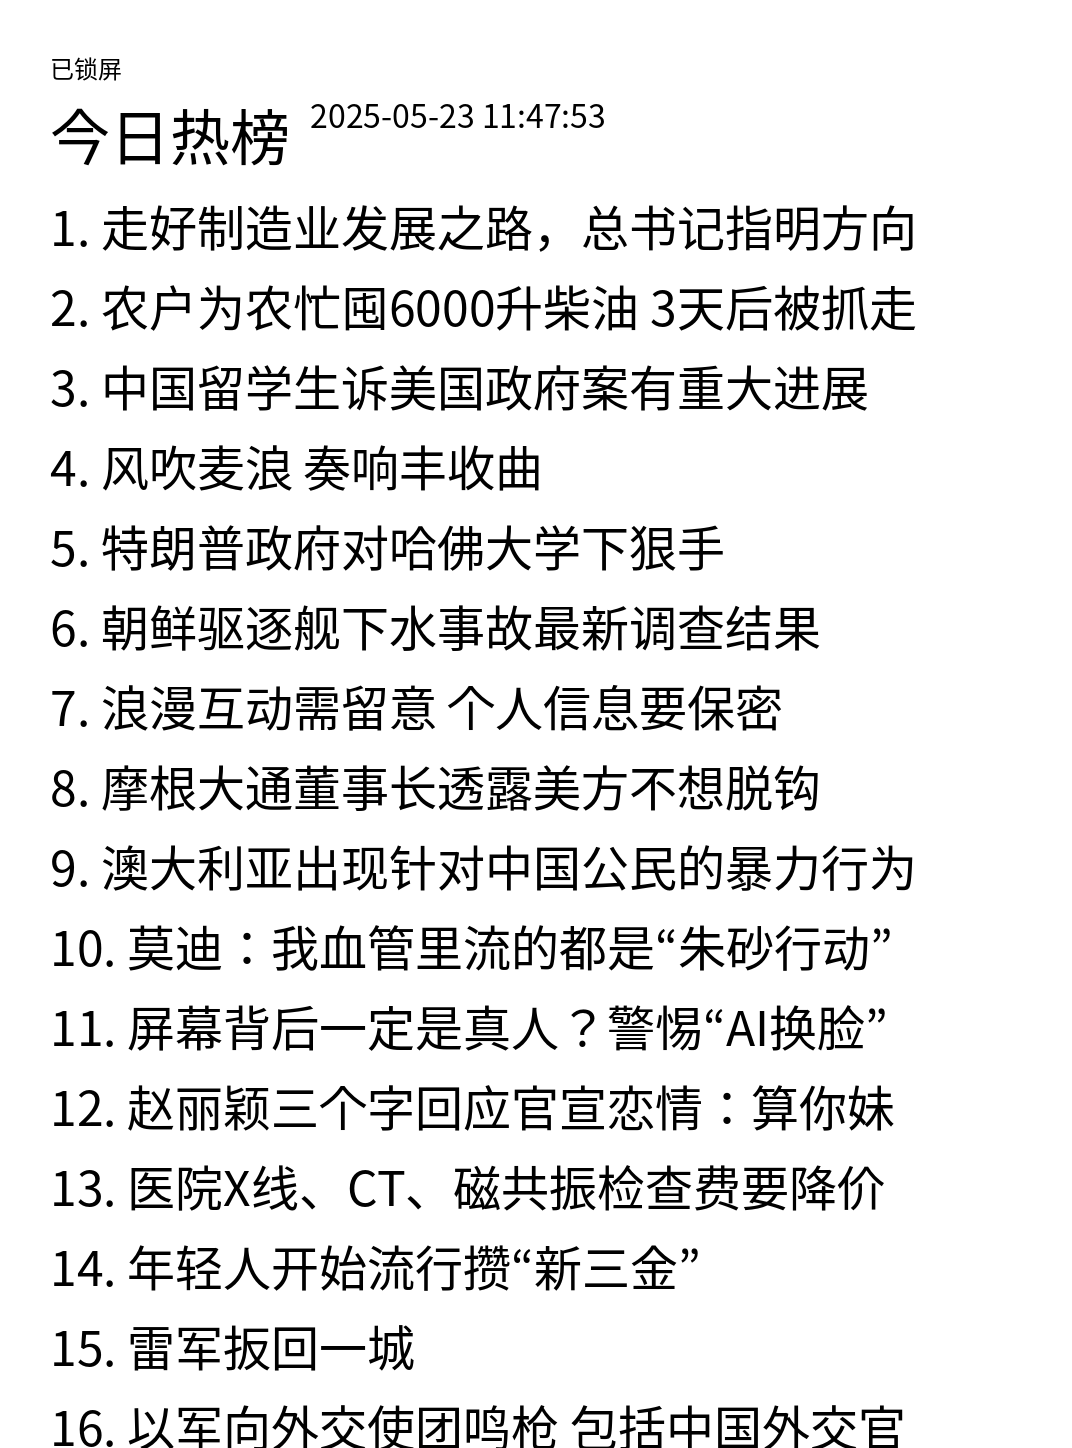 已锁屏
今日热榜 2025-05-23 11:47:53
1. 走好制造业发展之路，总书记指明方向
2. 农户为农忙囤6000升柴油 3天后被抓走
3. 中国留学生诉美国政府案有重大进展
4. 风吹麦浪 奏响丰收曲
5. 特朗普政府对哈佛大学下狠手
6. 朝鲜驱逐舰下水事故最新调查结果
7. 浪漫互动需留意 个人信息要保密
8. 摩根大通董事长透露美方不想脱钩
9. 澳大利亚出现针对中国公民的暴力行为
10. 莫迪：我血管里流的都是“朱砂行动”
11. 屏幕背后一定是真人？警惕“AI换脸”
12. 赵丽颖三个字回应官宣恋情：算你妹
13. 医院X线、CT、磁共振检查费要降价
14. 年轻人开始流行攒“新三金”
15. 雷军扳回一城
16. 以军向外交使团鸣枪 包括中国外交官